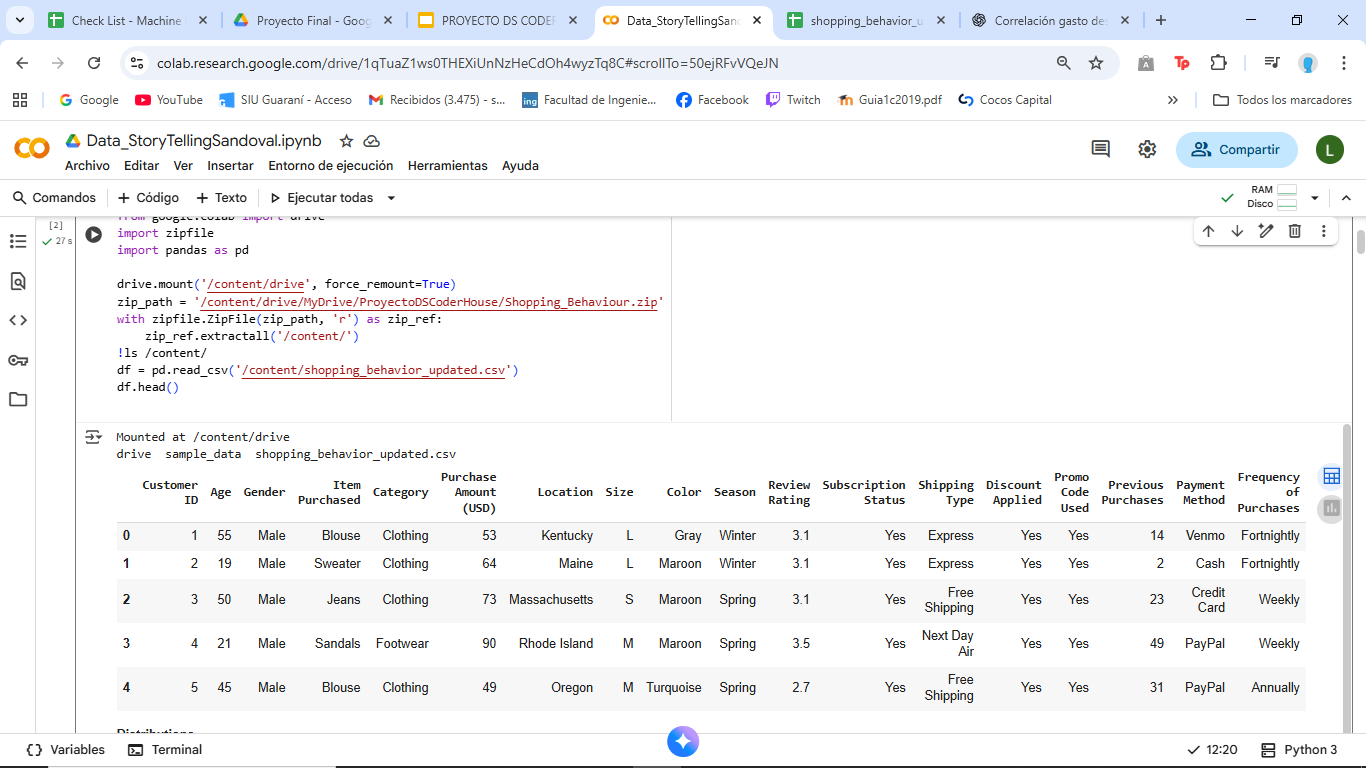 Check List - Machine
Proyecto Final - Goog
PROYECTO DS CODER
Data_StoryTellingSand
shopping_behavior_u
Correlación gasto des
colab.research.google.com/drive/1qTuaZ1ws0THEXiUnNzHeCdOh4wyzTq8C#scrollTo=50ejRFvVQeJN
Google
YouTube
SIU Guaraní - Acceso
Recibidos (3.475) - s...
ing
Facultad de Ingenie...
Facebook
Twitch
Guia1c2019.pdf
Cocos Capital
Todos los marcadores
Data_StoryTellingSandoval.ipynb
Archivo Editar Ver Insertar Entorno de ejecución Herramientas Ayuda
Compartir
L
Comandos + Código + Texto Ejecutar todas
RAM
Disco
[2]
27 s
from google.colab import drive
import zipfile
import pandas as pd
drive.mount('/content/drive', force_remount=True)
zip_path = '/content/drive/MyDrive/ProyectoDSCoderHouse/Shopping_Behaviour.zip'
with zipfile.ZipFile(zip_path, 'r') as zip_ref:
    zip_ref.extractall('/content/')
!ls /content/
df = pd.read_csv('/content/shopping_behavior_updated.csv')
df.head()
Mounted at /content/drive
drive  sample_data  shopping_behavior_updated.csv
Customer ID Age Gender Item Purchased Category Purchase Amount (USD) Location Size Color Season Review Rating Subscription Status Shipping Type Discount Applied Promo Code Used Previous Purchases Payment Method Frequency of Purchases
0 1 55 Male Blouse Clothing 53 Kentucky L Gray Winter 3.1 Yes Express Yes Yes 14 Venmo Fortnightly
1 2 19 Male Sweater Clothing 64 Maine L Maroon Winter 3.1 Yes Express Yes Yes 2 Cash Fortnightly
2 3 50 Male Jeans Clothing 73 Massachusetts S Maroon Spring 3.1 Yes Free Shipping Yes Yes 23 Credit Card Weekly
3 4 21 Male Sandals Footwear 90 Rhode Island M Maroon Spring 3.5 Yes Next Day Air Yes Yes 49 PayPal Weekly
4 5 45 Male Blouse Clothing 49 Oregon M Turquoise Spring 2.7 Yes Free Shipping Yes Yes 31 PayPal Annually
Distributions
Variables
Terminal
12:20
Python 3